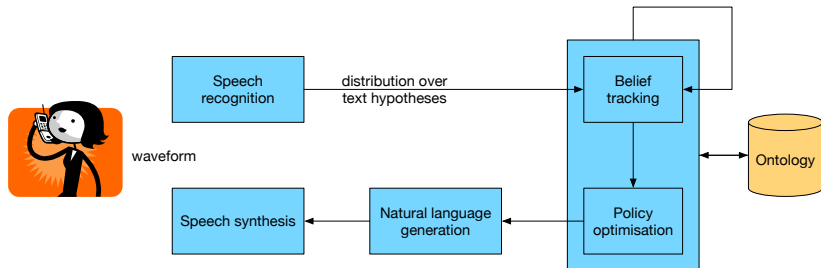 Speech
recognition
distribution over
text hypotheses
Belief
tracking
waveform
Ontology
Speech synthesis
Natural language
generation
Policy
optimisation